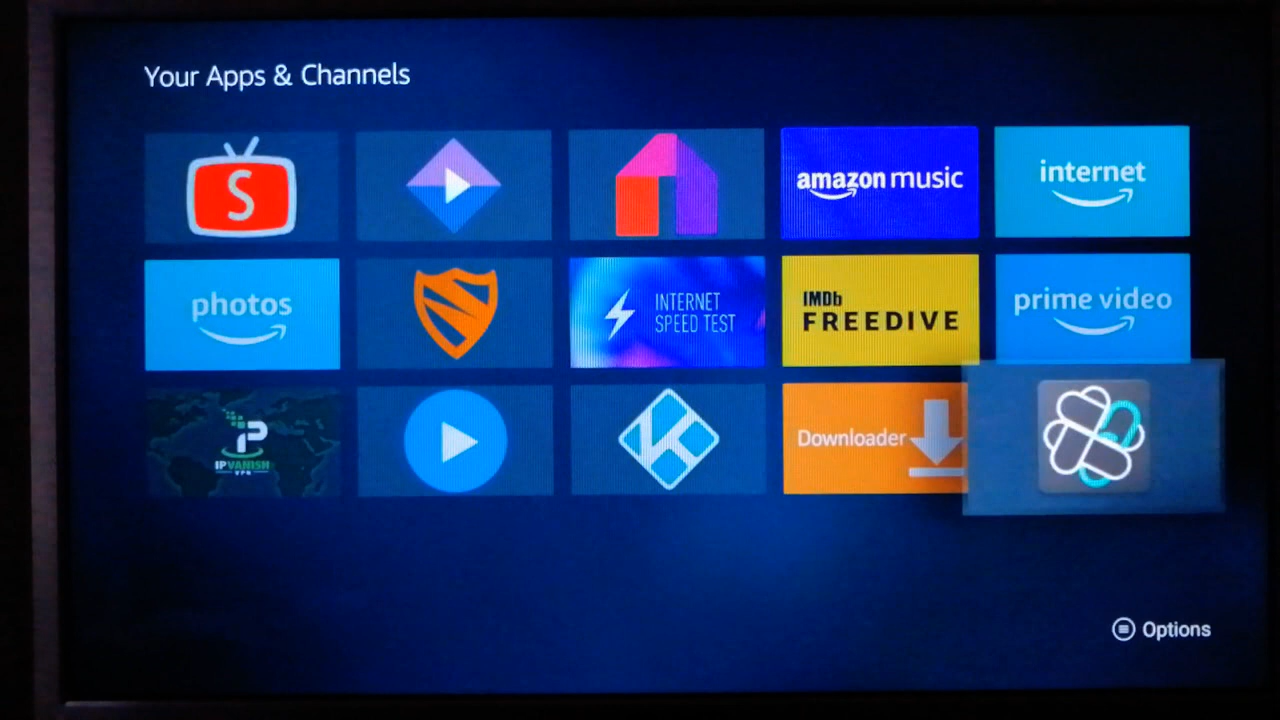 Your Apps & Channels
S
amazon music
internet
photos
INTERNET
SPEED TEST
IMDb
FREEDIVE
prime video
IPVANISH
VPN
Downloader
Options